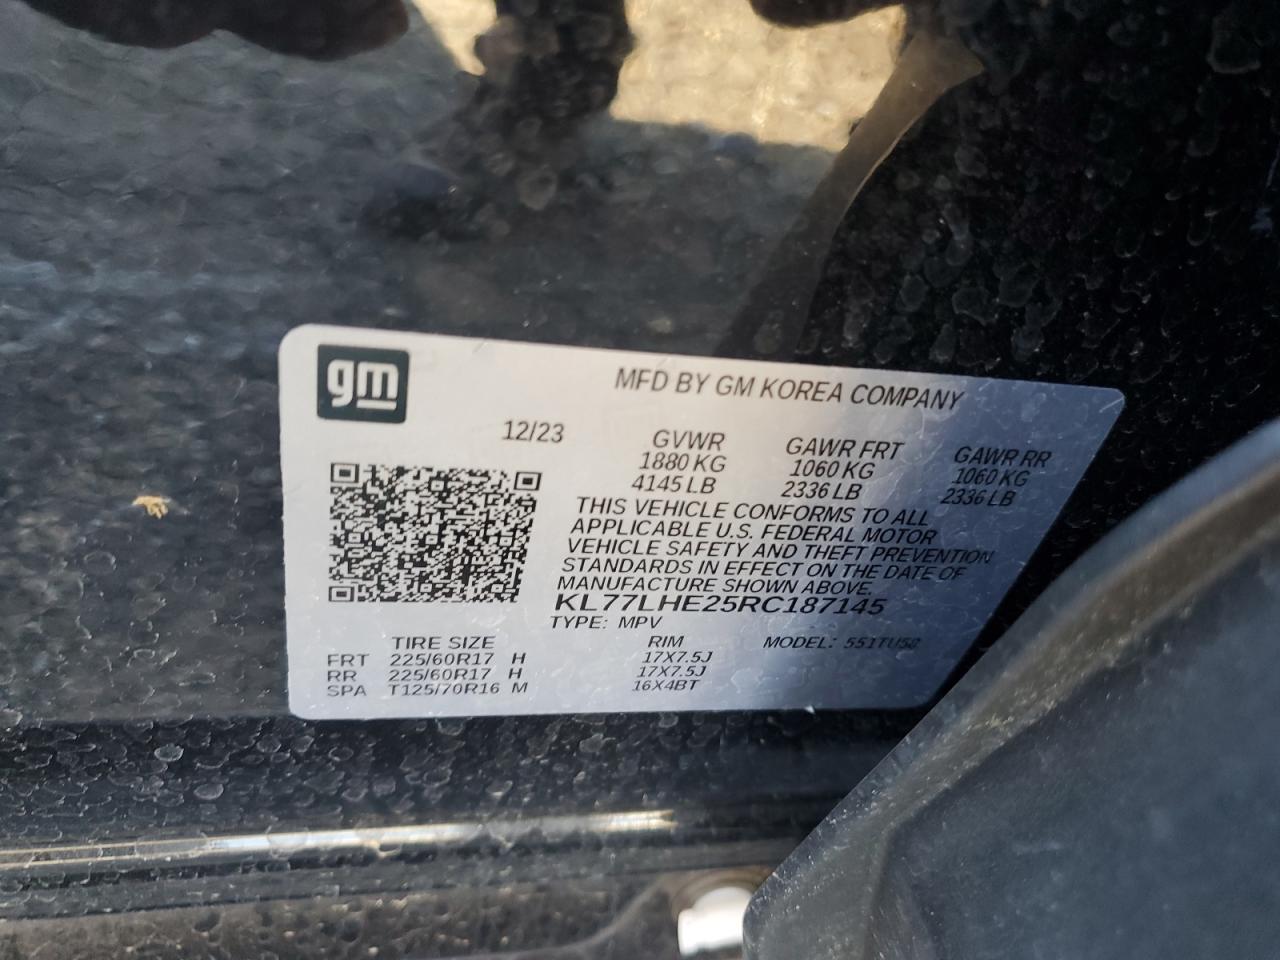 gm
MFD BY GM KOREA COMPANY
12/23
GVWR GAWR FRT GAWR RR
1880 KG 1060 KG 1060 KG
4145 LB 2336 LB 2336 LB
THIS VEHICLE CONFORMS TO ALL
APPLICABLE U.S. FEDERAL MOTOR
VEHICLE SAFETY AND THEFT PREVENTION
STANDARDS IN EFFECT ON THE DATE OF
MANUFACTURE SHOWN ABOVE.
KL77LHE25RC187145
TYPE: MPV
TIRE SIZE RIM MODEL: 551TU58
FRT 225/60R17 H 17X7.5J
RR 225/60R17 H 17X7.5J
SPA T125/70R16 M 16X4BT